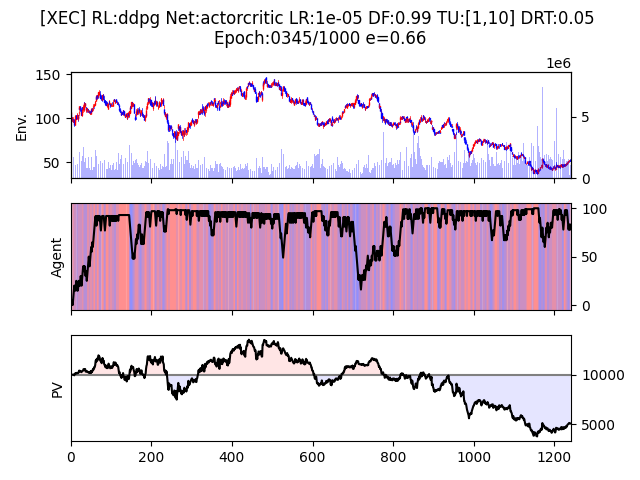 [XEC] RL:ddpg Net:actorcritic LR:1e-05 DF:0.99 TU:[1,10] DRT:0.05
Epoch:0345/1000 e=0.66
1e6
150
100
50
Env.
5
0
Agent
100
50
0
PV
10000
5000
0 200 400 600 800 1000 1200